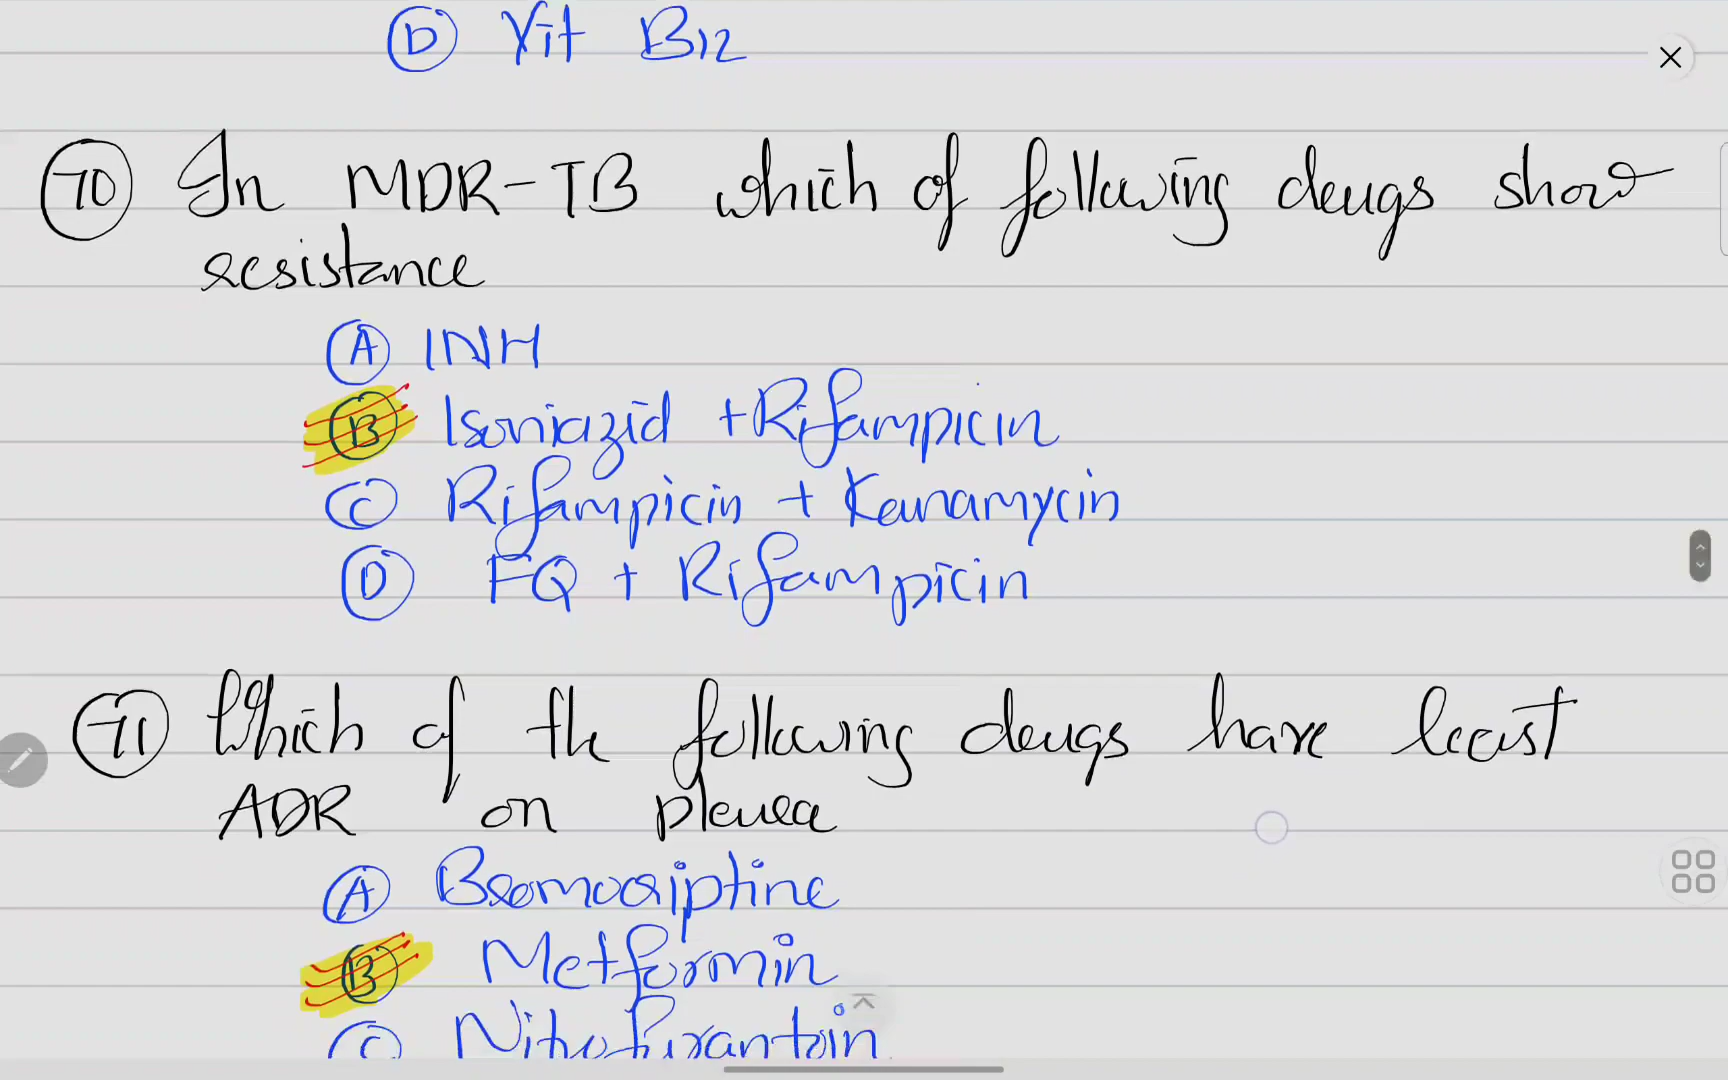 D Vit B12
70 In MDR-TB which of following drugs show
resistance
A INH
B Isoniazid + Rifampicin
C Rifampicin + Kanamycin
D FQ + Rifampicin
71 Which of the following drugs have least
ADR on pleura
A Bromocriptine
B Metformin
C Nitrofurantoin